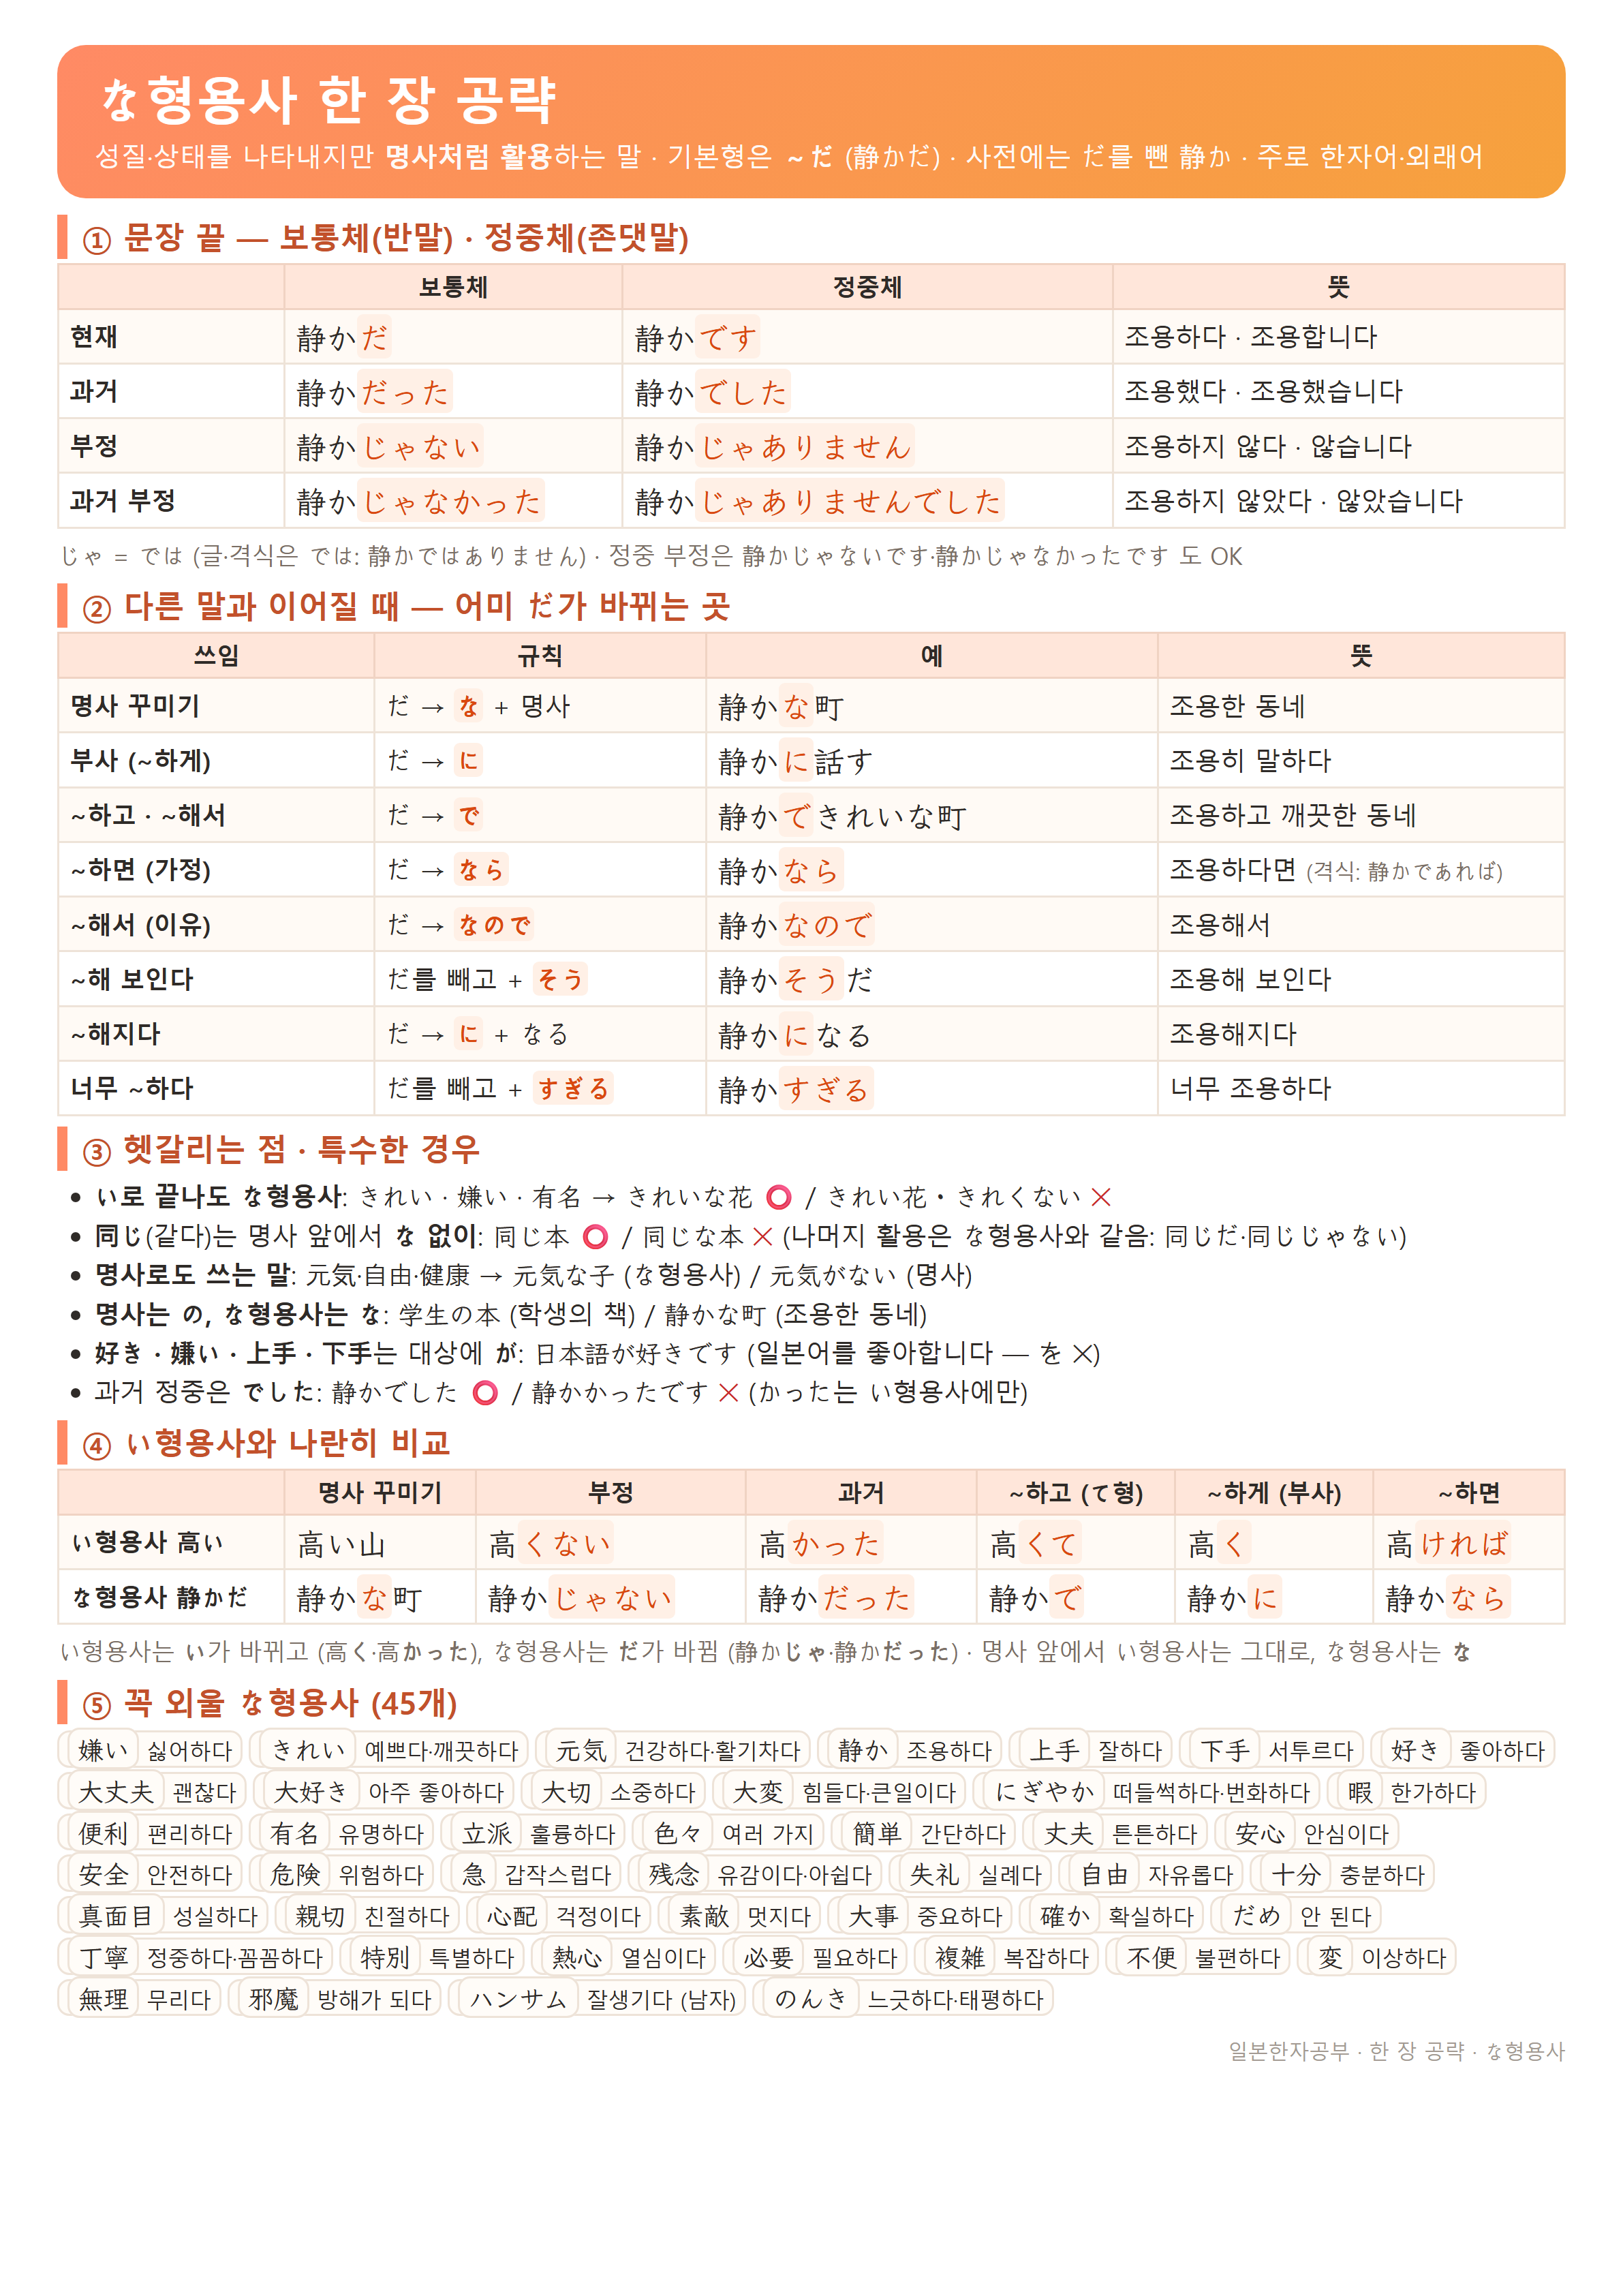 な형용사 한 장 공략
성질·상태를 나타내지만 명사처럼 활용하는 말 · 기본형은 ~だ (静かだ) · 사전에는 だ를 뺀 静か · 주로 한자어·외래어
① 문장 끝 — 보통체(반말) · 정중체(존댓말)
보통체 정중체 뜻
현재 静かだ 静かです 조용하다 · 조용합니다
과거 静かだった 静かでした 조용했다 · 조용했습니다
부정 静かじゃない 静かじゃありません 조용하지 않다 · 않습니다
과거 부정 静かじゃなかった 静かじゃありませんでした 조용하지 않았다 · 않았습니다
じゃ = では (글·격식은 では: 静かではありません) · 정중 부정은 静かじゃないです·静かじゃなかったです 도 OK
② 다른 말과 이어질 때 — 어미 だ가 바뀌는 곳
쓰임 규칙 예 뜻
명사 꾸미기 だ → な + 명사 静かな町 조용한 동네
부사 (~하게) だ → に 静かに話す 조용히 말하다
~하고 · ~해서 だ → で 静かできれいな町 조용하고 깨끗한 동네
~하면 (가정) だ → なら 静かなら 조용하다면 (격식: 静かであれば)
~해서 (이유) だ → なので 静かなので 조용해서
~해 보인다 だ를 빼고 + そう 静かそうだ 조용해 보인다
~해지다 だ → に + なる 静かになる 조용해지다
너무 ~하다 だ를 빼고 + すぎる 静かすぎる 너무 조용하다
③ 헷갈리는 점 · 특수한 경우
• い로 끝나도 な형용사: きれい · 嫌い · 有名 → きれいな花 ⭕ / きれい花・きれくない ✕
• 同じ(같다)는 명사 앞에서 な 없이: 同じ本 ⭕ / 同じな本 ✕ (나머지 활용은 な형용사와 같음: 同じだ·同じじゃない)
• 명사로도 쓰는 말: 元気·自由·健康 → 元気な子 (な형용사) / 元気がない (명사)
• 명사는 の, な형용사는 な: 学生の本 (학생의 책) / 静かな町 (조용한 동네)
• 好き · 嫌い · 上手 · 下手는 대상에 が: 日本語が好きです (일본어를 좋아합니다 — を ✕)
• 과거 정중은 でした: 静かでした ⭕ / 静かかったです ✕ (かった는 い형용사에만)
④ い형용사와 나란히 비교
명사 꾸미기 부정 과거 ~하고 (て형) ~하게 (부사) ~하면
い형용사 高い 高い山 高くない 高かった 高くて 高く 高ければ
な형용사 静かだ 静かな町 静かじゃない 静かだった 静かで 静かに 静かなら
い형용사는 い가 바뀌고 (高く·高かった), な형용사는 だ가 바뀜 (静かじゃ·静かだった) · 명사 앞에서 い형용사는 그대로, な형용사는 な
⑤ 꼭 외울 な형용사 (45개)
嫌い 싫어하다 きれい 예쁘다·깨끗하다 元気 건강하다·활기차다 静か 조용하다 上手 잘하다 下手 서투르다 好き 좋아하다
大丈夫 괜찮다 大好き 아주 좋아하다 大切 소중하다 大変 힘들다·큰일이다 にぎやか 떠들썩하다·번화하다 暇 한가하다
便利 편리하다 有名 유명하다 立派 훌륭하다 色々 여러 가지 簡単 간단하다 丈夫 튼튼하다 安心 안심이다
安全 안전하다 危険 위험하다 急 갑작스럽다 残念 유감이다·아쉽다 失礼 실례다 自由 자유롭다 十分 충분하다
真面目 성실하다 親切 친절하다 心配 걱정이다 素敵 멋지다 大事 중요하다 確か 확실하다 だめ 안 된다
丁寧 정중하다·꼼꼼하다 特別 특별하다 熱心 열심이다 必要 필요하다 複雑 복잡하다 不便 불편하다 変 이상하다
無理 무리다 邪魔 방해가 되다 ハンサム 잘생기다 (남자) のんき 느긋하다·태평하다
일본한자공부 · 한 장 공략 · な형용사